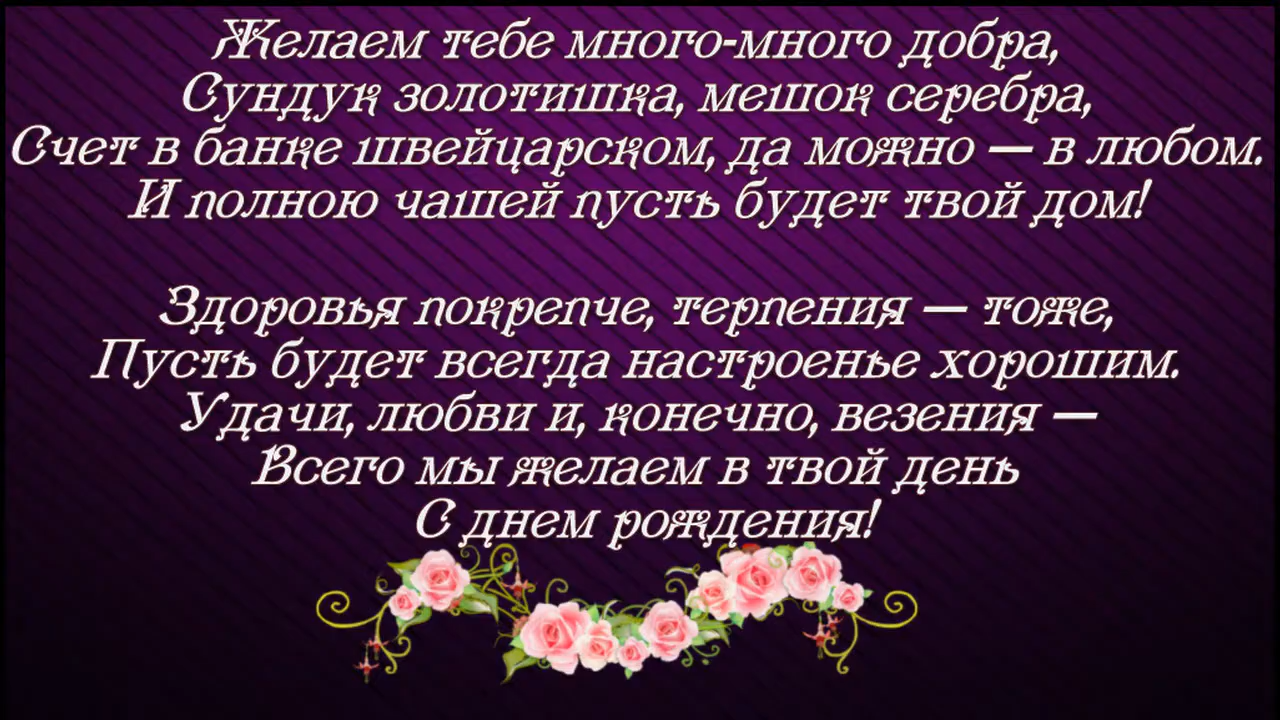 Желаем тебе много-много добра,
Сундук золотишка, мешок серебра,
Счет в банке швейцарском, да можно — в любом.
И полною чашей пусть будет твой дом!
Здоровья покрепче, терпения — тоже,
Пусть будет всегда настроенье хорошим.
Удачи, любви и, конечно, везения —
Всего мы желаем в твой день
С днем рождения!